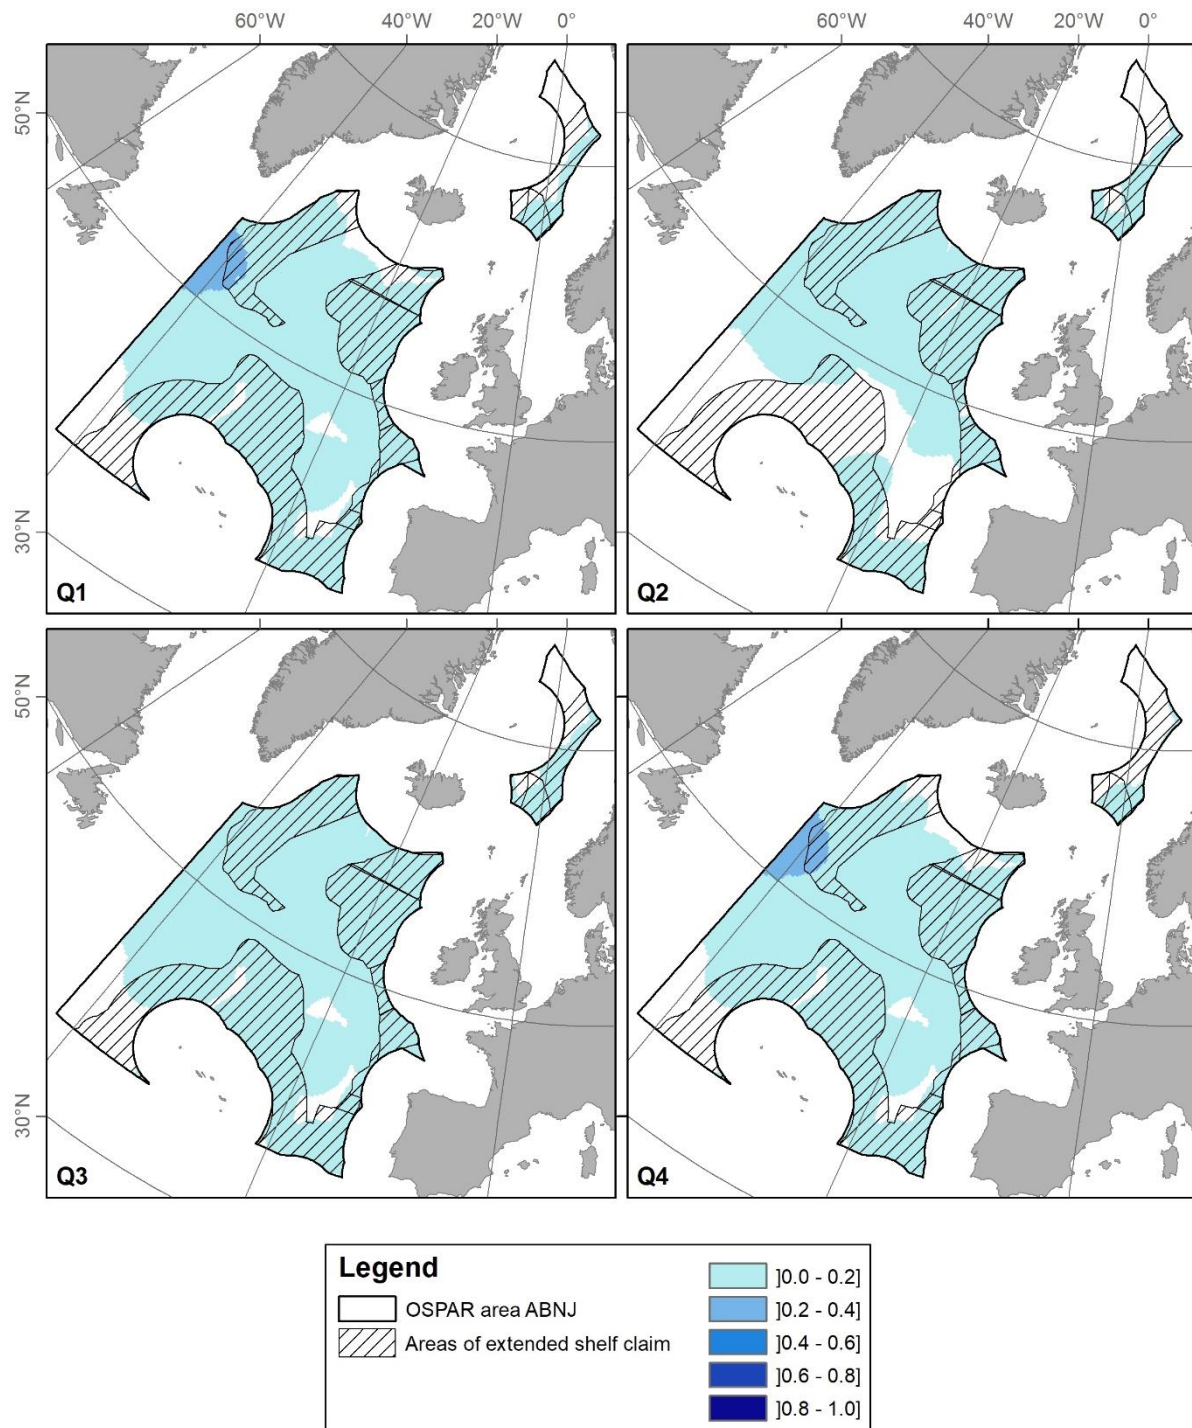 60°W 40°W 20°W 0° 60°W 40°W 20°W 0°
50°N
30°N
Q1 Q2
50°N
30°N
Q3 Q4
Legend
OSPAR area ABNJ
Areas of extended shelf claim
]0.0 - 0.2]
]0.2 - 0.4]
]0.4 - 0.6]
]0.6 - 0.8]
]0.8 - 1.0]